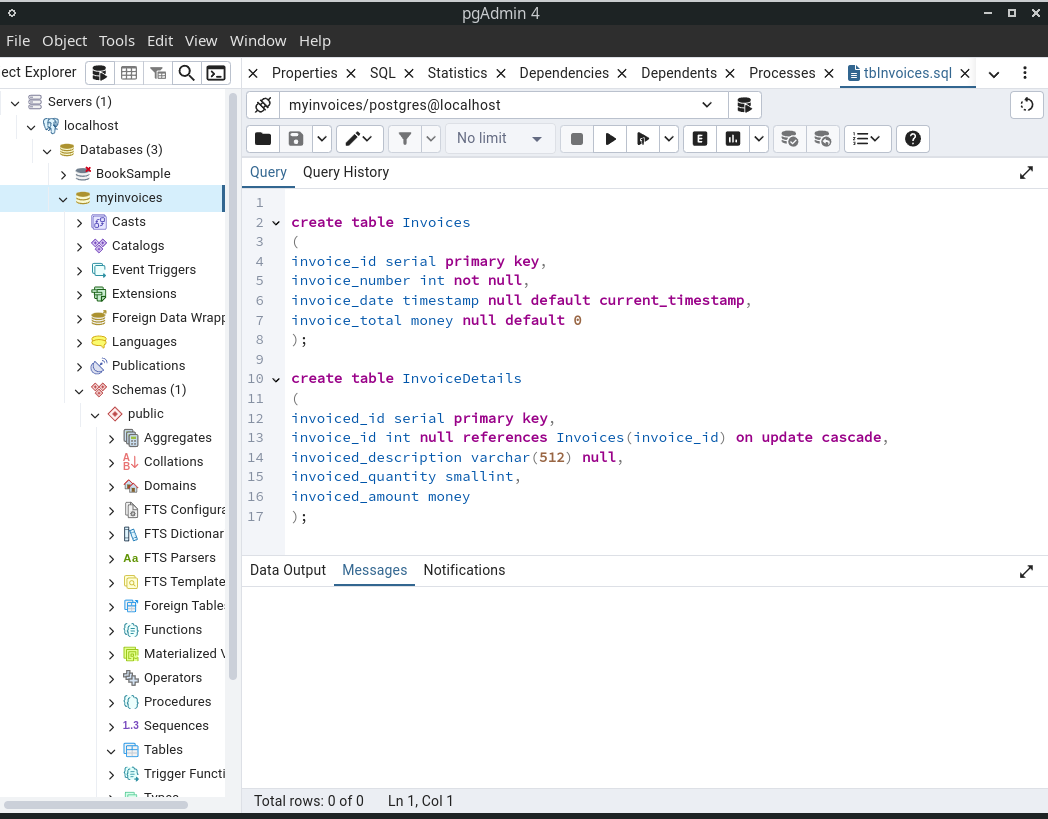 pgAdmin 4
File Object Tools Edit View Window Help
ect Explorer
Properties SQL Statistics Dependencies Dependents Processes tbInvoices.sql
Servers (1)
localhost
Databases (3)
BookSample
myinvoices
Casts
Catalogs
Event Triggers
Extensions
Foreign Data Wrapp
Languages
Publications
Schemas (1)
public
Aggregates
Collations
Domains
FTS Configura
FTS Dictionar
Aa FTS Parsers
FTS Template
Foreign Table
Functions
Materialized V
Operators
Procedures
1..3 Sequences
Tables
Trigger Functi
Types
myinvoices/postgres@localhost
No limit E
Query Query History
1
2 create table Invoices
3 (
4 invoice_id serial primary key,
5 invoice_number int not null,
6 invoice_date timestamp null default current_timestamp,
7 invoice_total money null default 0
8 );
9
10 create table InvoiceDetails
11 (
12 invoiced_id serial primary key,
13 invoice_id int null references Invoices(invoice_id) on update cascade,
14 invoiced_description varchar(512) null,
15 invoiced_quantity smallint,
16 invoiced_amount money
17 );
Data Output Messages Notifications
Total rows: 0 of 0 Ln 1, Col 1